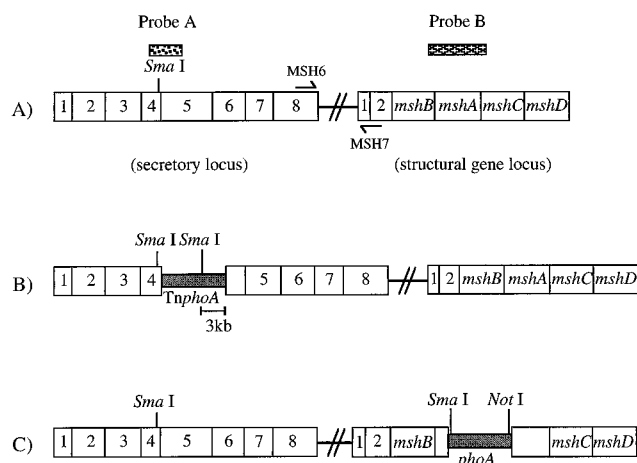 Probe A Probe B
Sma I
MSH6
A) 1 2 3 4 5 6 7 8 1 2 mshB mshA mshC mshD
MSH7
(secretory locus) (structural gene locus)
Sma I Sma I
B) 1 2 3 4 5 6 7 8 1 2 mshB mshA mshC mshD
TnphoA
3kb
Sma I Sma I Not I
C) 1 2 3 4 5 6 7 8 1 2 mshB mshC mshD
phoA